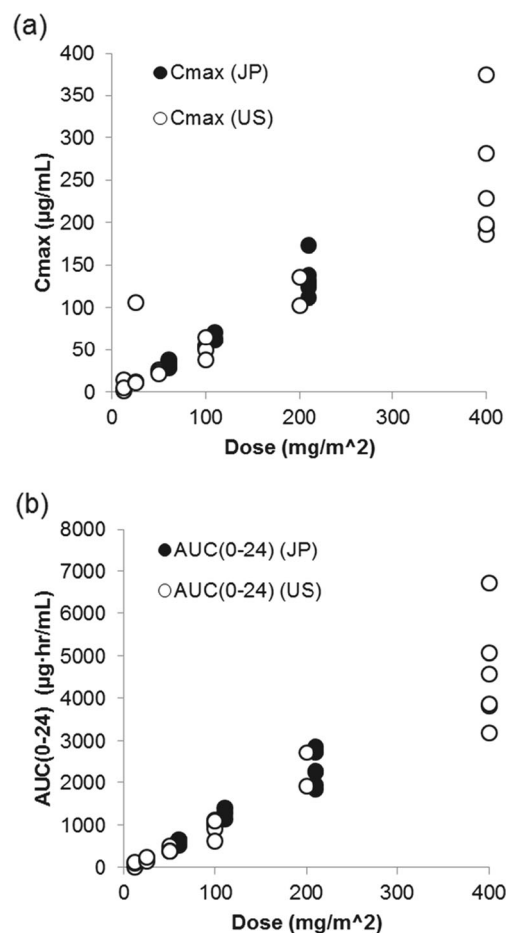 (a)
400
350
300
250
200
150
100
50
0
Cmax (µg/mL)
Cmax (JP)
Cmax (US)
0 100 200 300 400
Dose (mg/m^2)
(b)
8000
7000
6000
5000
4000
3000
2000
1000
0
AUC(0-24) (µg·hr/mL)
AUC(0-24) (JP)
AUC(0-24) (US)
0 100 200 300 400
Dose (mg/m^2)